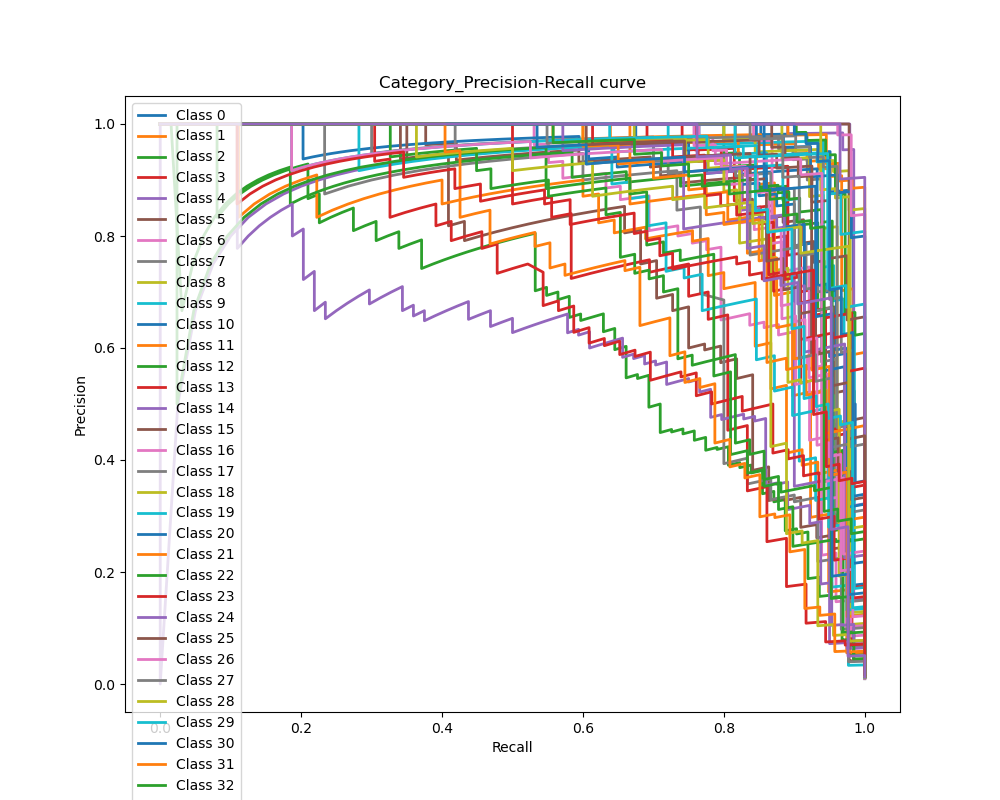 Category_Precision-Recall curve
Precision
1.0
0.8
0.6
0.4
0.2
0.0
Class 0
Class 1
Class 2
Class 3
Class 4
Class 5
Class 6
Class 7
Class 8
Class 9
Class 10
Class 11
Class 12
Class 13
Class 14
Class 15
Class 16
Class 17
Class 18
Class 19
Class 20
Class 21
Class 22
Class 23
Class 24
Class 25
Class 26
Class 27
Class 28
Class 29
Class 30
Class 31
Class 32
0.0 0.2 0.4 0.6 0.8 1.0
Recall